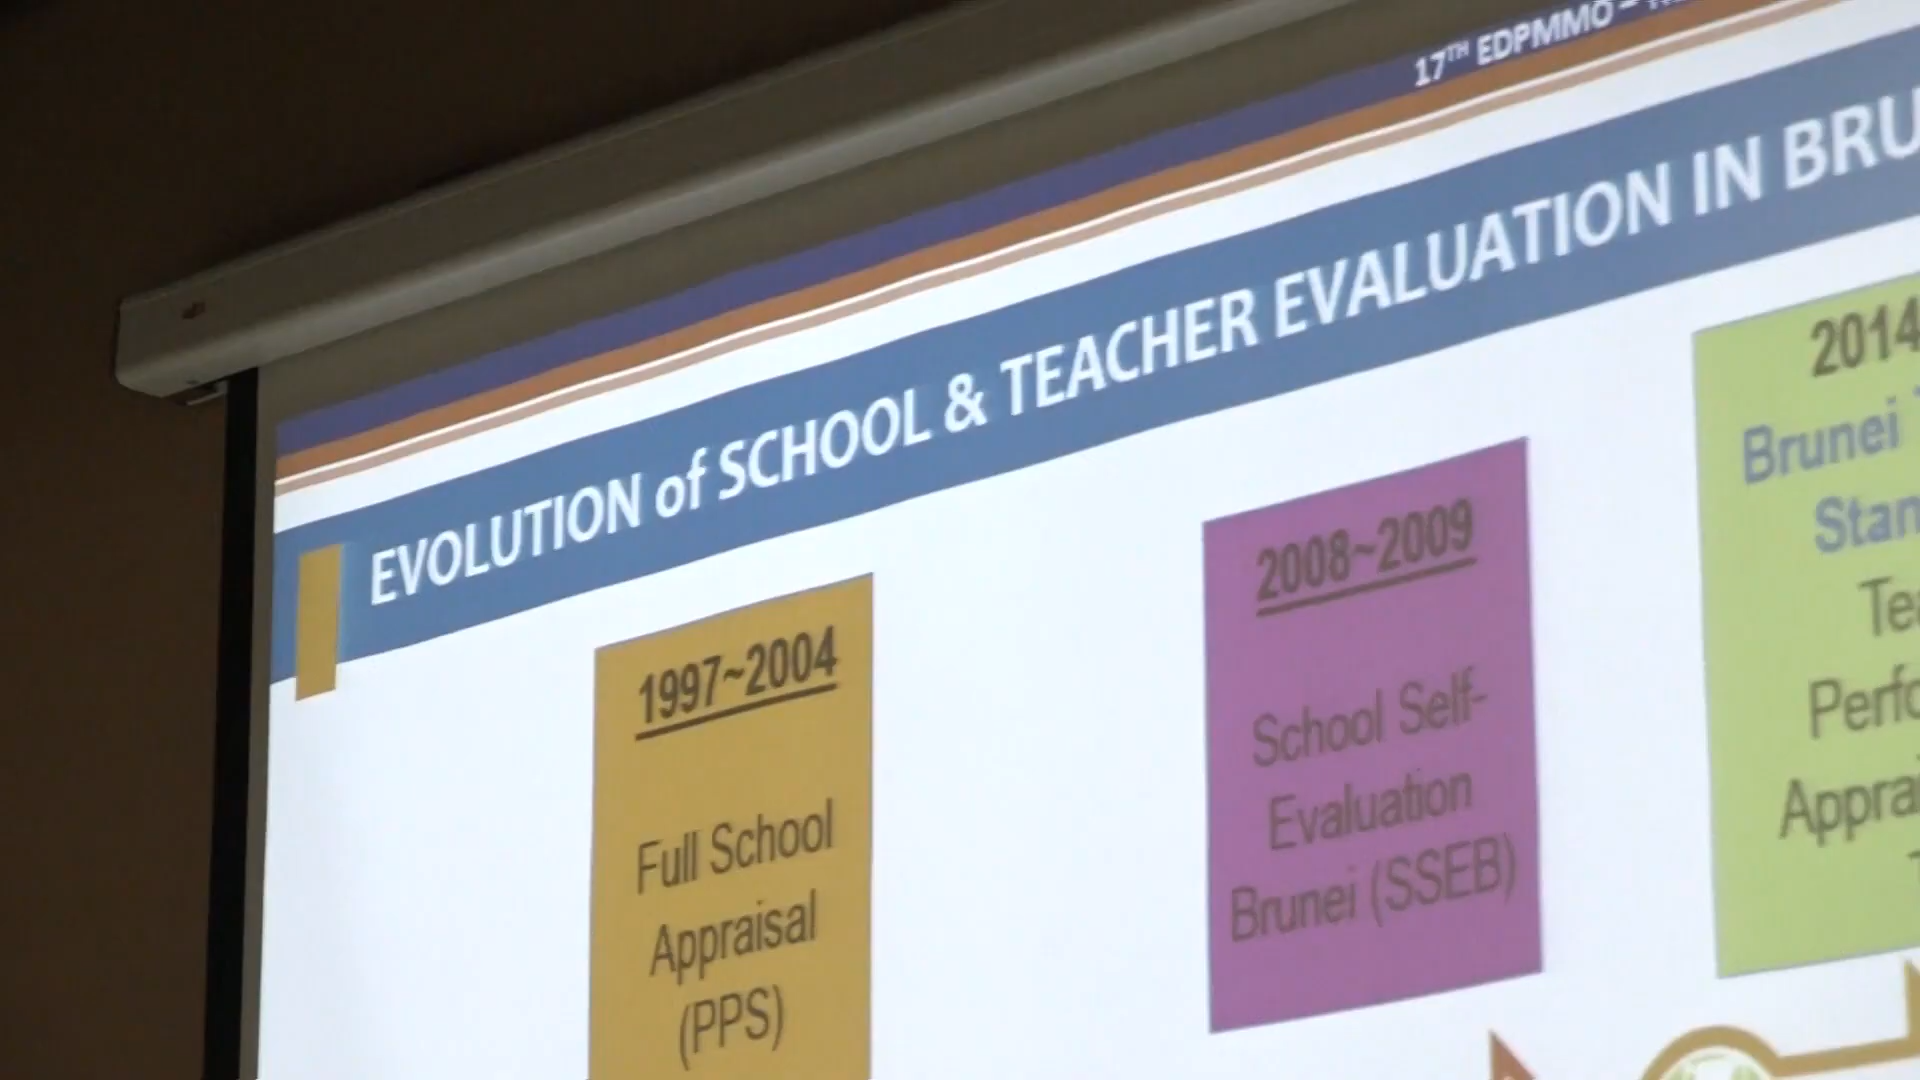 17TH EDPMMO –
EVOLUTION of SCHOOL & TEACHER EVALUATION IN BRU
1997~2004
Full School
Appraisal
(PPS)
2008~2009
School Self-
Evaluation
Brunei (SSEB)
2014
Brunei
Stan
Te
Perfo
Apprai